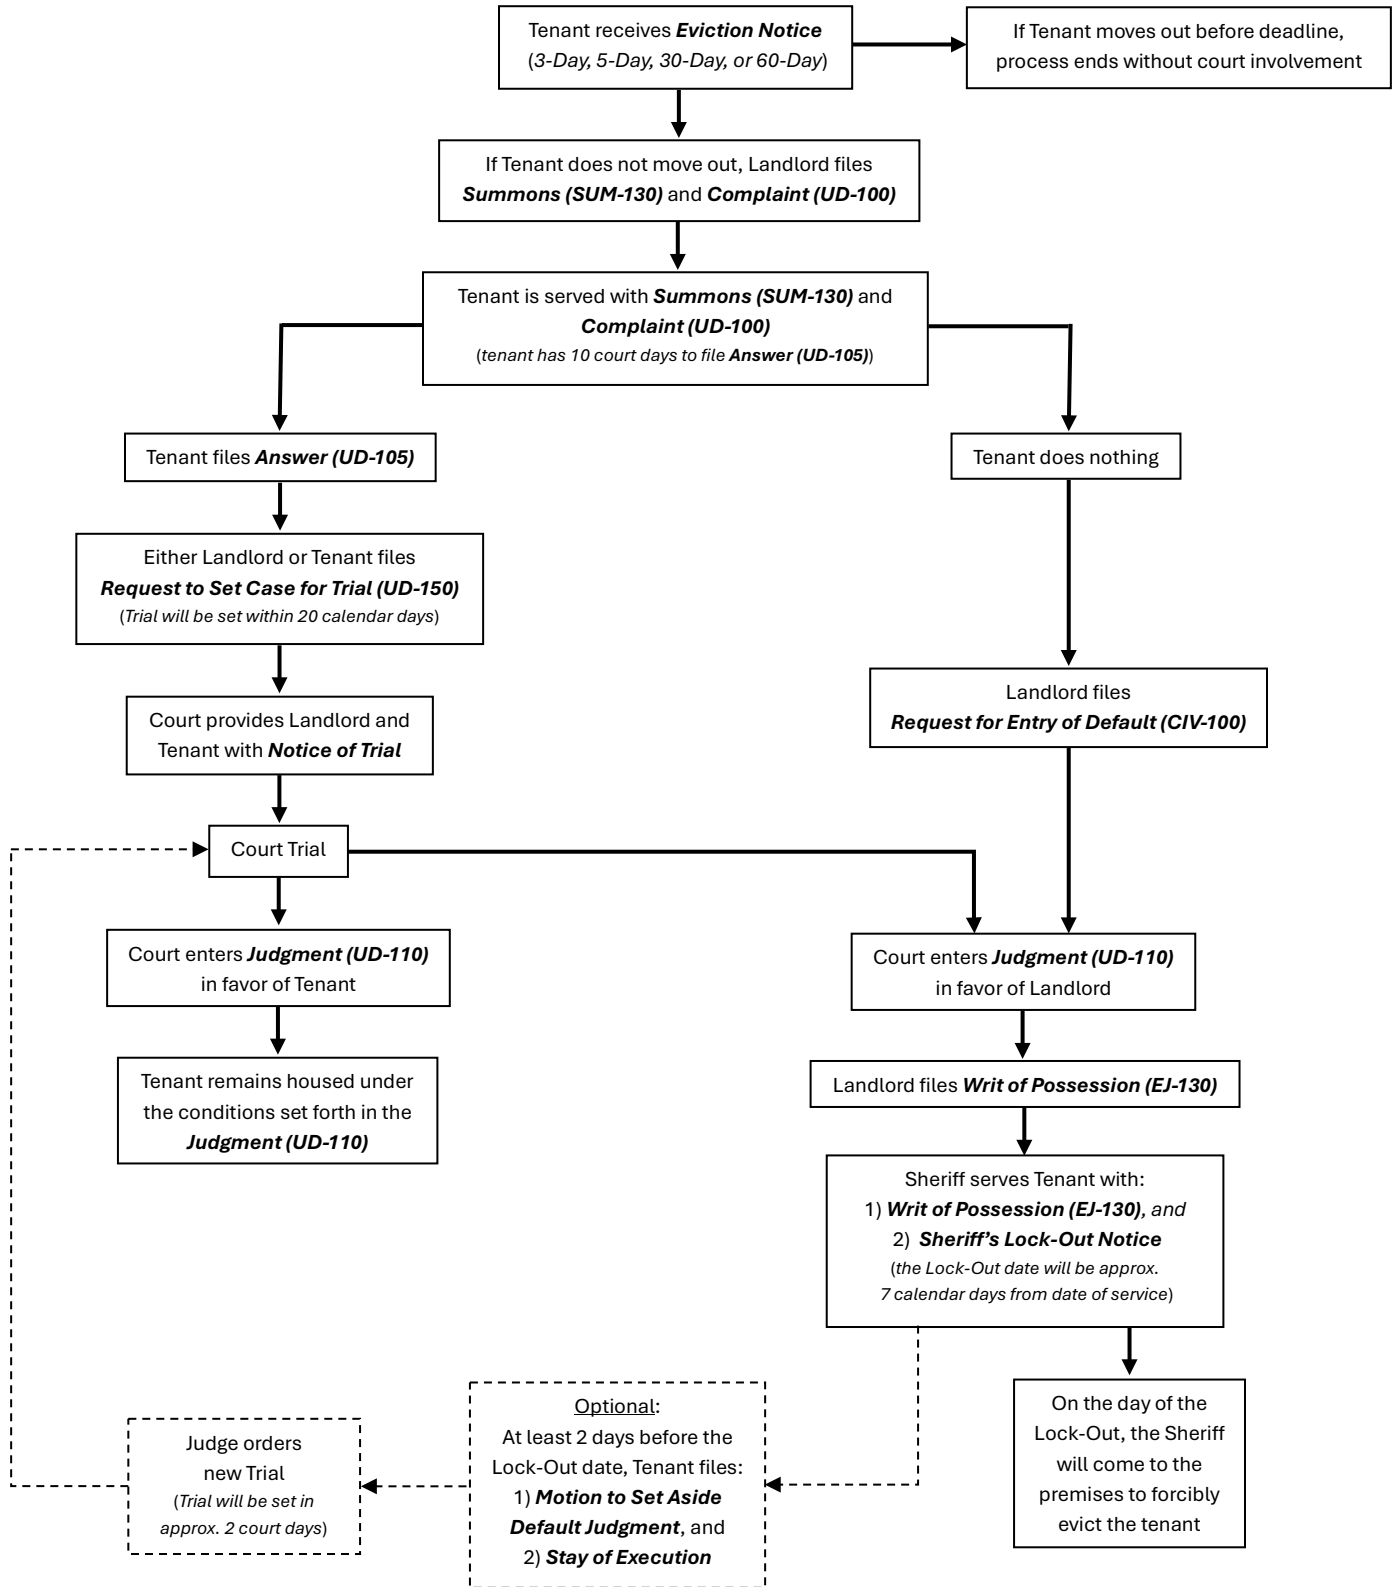 Tenant receives Eviction Notice
(3-Day, 5-Day, 30-Day, or 60-Day)
If Tenant moves out before deadline,
process ends without court involvement
If Tenant does not move out, Landlord files
Summons (SUM-130) and Complaint (UD-100)
Tenant is served with Summons (SUM-130) and
Complaint (UD-100)
(tenant has 10 court days to file Answer (UD-105))
Tenant files Answer (UD-105)
Tenant does nothing
Either Landlord or Tenant files
Request to Set Case for Trial (UD-150)
(Trial will be set within 20 calendar days)
Landlord files
Request for Entry of Default (CIV-100)
Court provides Landlord and
Tenant with Notice of Trial
Court Trial
Court enters Judgment (UD-110)
in favor of Tenant
Court enters Judgment (UD-110)
in favor of Landlord
Tenant remains housed under
the conditions set forth in the
Judgment (UD-110)
Landlord files Writ of Possession (EJ-130)
Sheriff serves Tenant with:
1) Writ of Possession (EJ-130), and
2) Sheriff’s Lock-Out Notice
(the Lock-Out date will be approx.
7 calendar days from date of service)
On the day of the
Lock-Out, the Sheriff
will come to the
premises to forcibly
evict the tenant
Optional:
At least 2 days before the
Lock-Out date, Tenant files:
1) Motion to Set Aside
Default Judgment, and
2) Stay of Execution
Judge orders
new Trial
(Trial will be set in
approx. 2 court days)